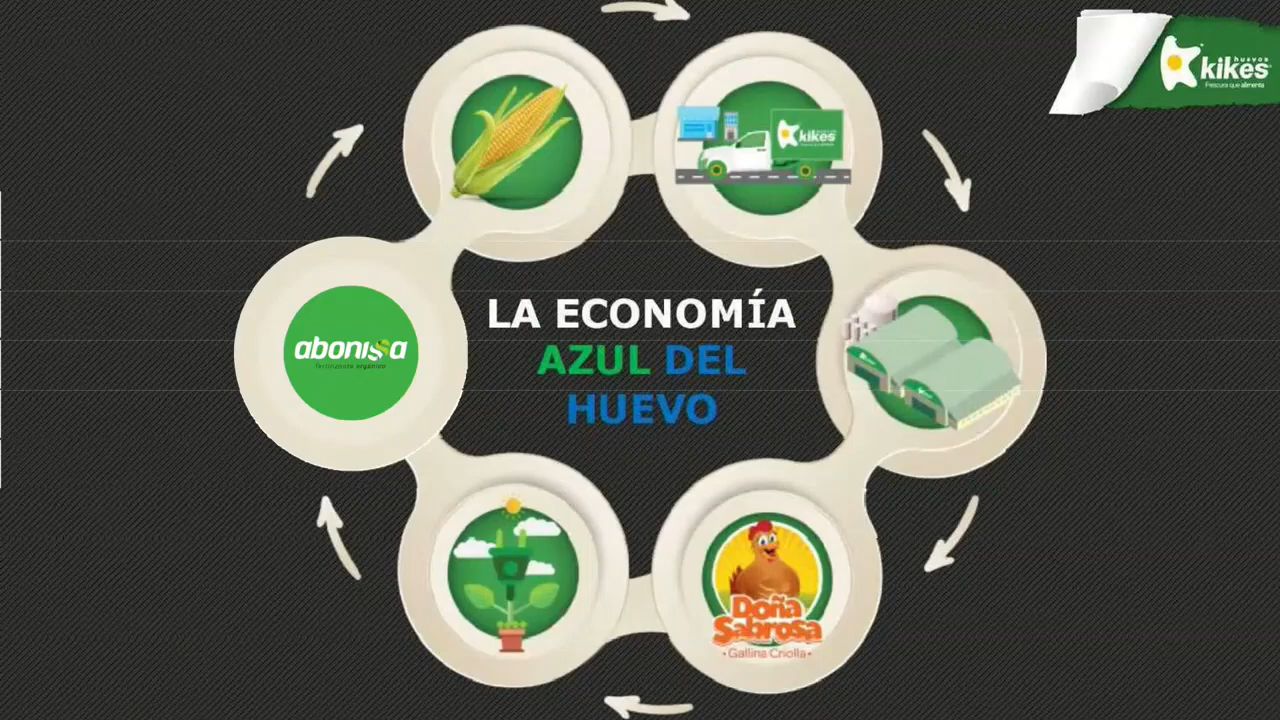 huevos
kikes
Frescura que alimenta
kikes
LA ECONOMÍA
AZUL DEL
HUEVO
abonissa
fertilizante orgánico
Doña
Sabrosa
• Gallina Criolla •